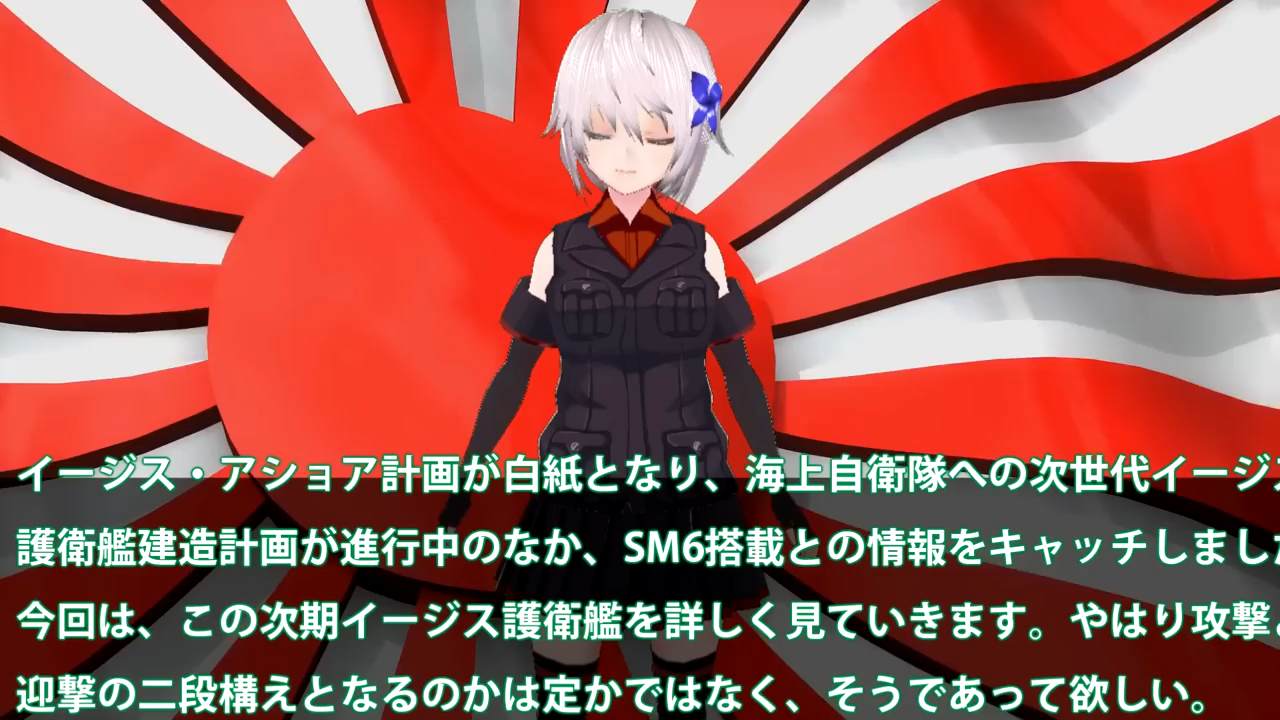 イージス・アショア計画が白紙となり、海上自衛隊への次世代イージス
護衛艦建造計画が進行中のなか、SM6搭載との情報をキャッチしました
今回は、この次期イージス護衛艦を詳しく見ていきます。やはり攻撃と
迎撃の二段構えとなるのかは定かではなく、そうであって欲しい。